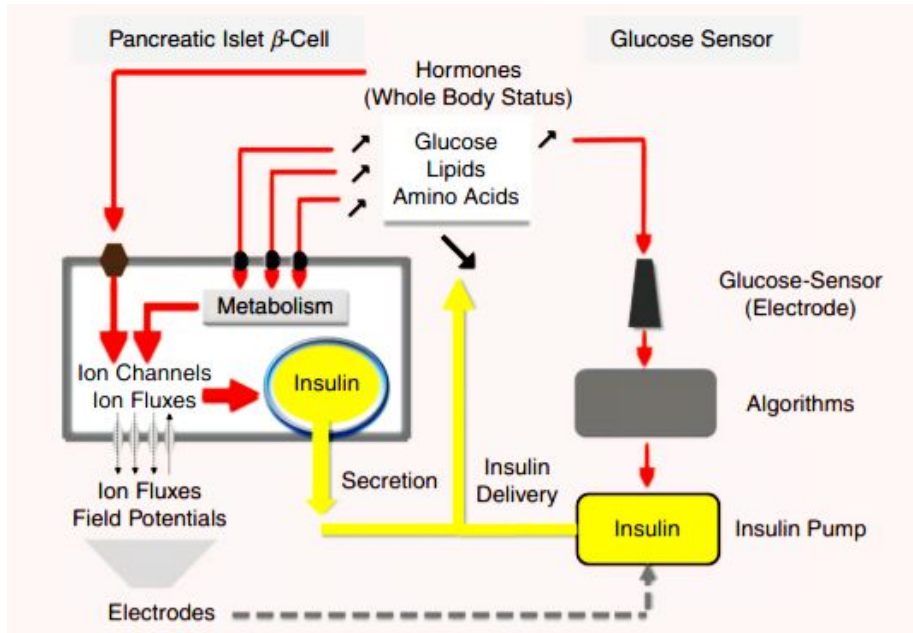 Pancreatic Islet β-Cell
Glucose Sensor
Hormones
(Whole Body Status)
Glucose
Lipids
Amino Acids
Metabolism
Glucose-Sensor
(Electrode)
Ion Channels
Ion Fluxes
Insulin
Algorithms
Secretion
Insulin
Delivery
Ion Fluxes
Field Potentials
Insulin
Insulin Pump
Electrodes